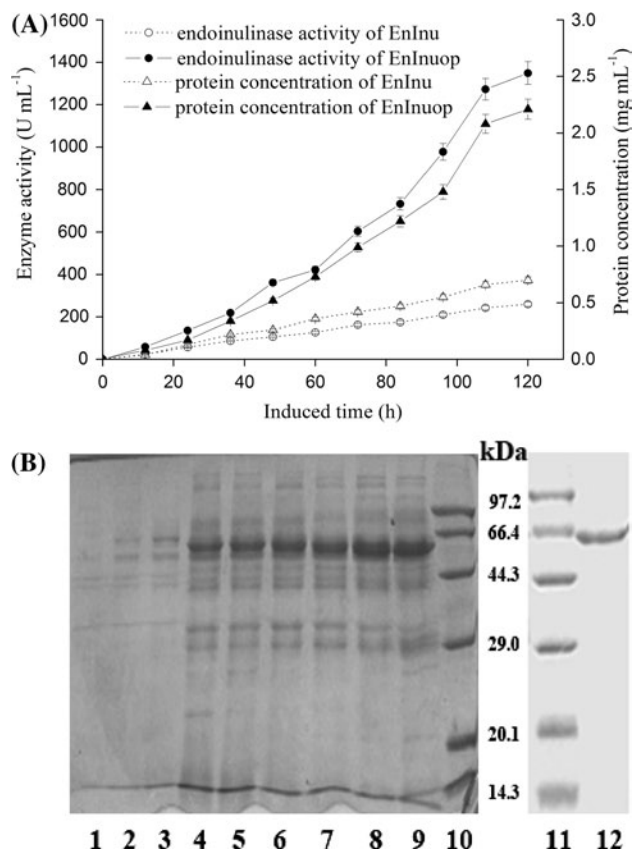 (A)
1600
1400
1200
1000
800
600
400
200
0
Enzyme activity (U mL⁻¹)
endoinulinase activity of EnInu
endoinulinase activity of EnInuop
protein concentration of EnInu
protein concentration of EnInuop
3.0
2.5
2.0
1.5
1.0
0.5
0.0
Protein concentration (mg mL⁻¹)
0 20 40 60 80 100 120
Induced time (h)
(B)
kDa
97.2
66.4
44.3
29.0
20.1
14.3
1 2 3 4 5 6 7 8 9 10 11 12